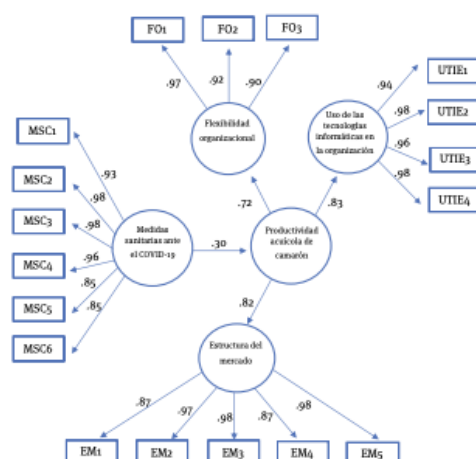 FO1
FO2
FO3
.97
.92
.90
UTIE1
UTIE2
UTIE3
UTIE4
.94
.98
.96
.98
Flexibilidad
organizacional
Uno de las
tecnologías
informáticas en
la organización
MSC1
MSC2
MSC3
MSC4
MSC5
MSC6
.93
.98
.98
.96
.85
.85
.72
.83
Medidas
sanitarias ante
el COVID-19
.30
Productividad
acuícola de
camarón
.82
Estructura del
mercado
.87
.97
.98
.87
.98
EM1
EM2
EM3
EM4
EM5